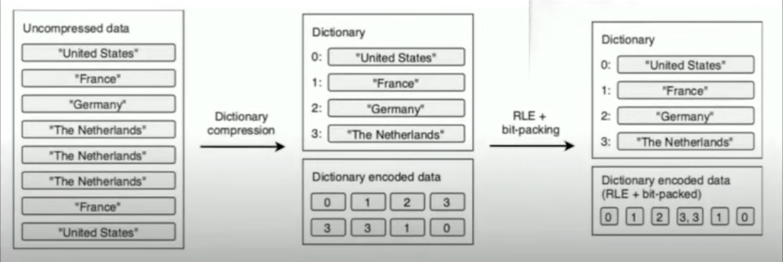 Uncompressed data
"United States"
"France"
"Germany"
"The Netherlands"
"The Netherlands"
"The Netherlands"
"France"
"United States"
Dictionary
compression
Dictionary
0: "United States"
1: "France"
2: "Germany"
3: "The Netherlands"
Dictionary encoded data
0 1 2 3
3 3 1 0
RLE +
bit-packing
Dictionary
0: "United States"
1: "France"
2: "Germany"
3: "The Netherlands"
Dictionary encoded data
(RLE + bit-packed)
0 1 2 3,3 1 0